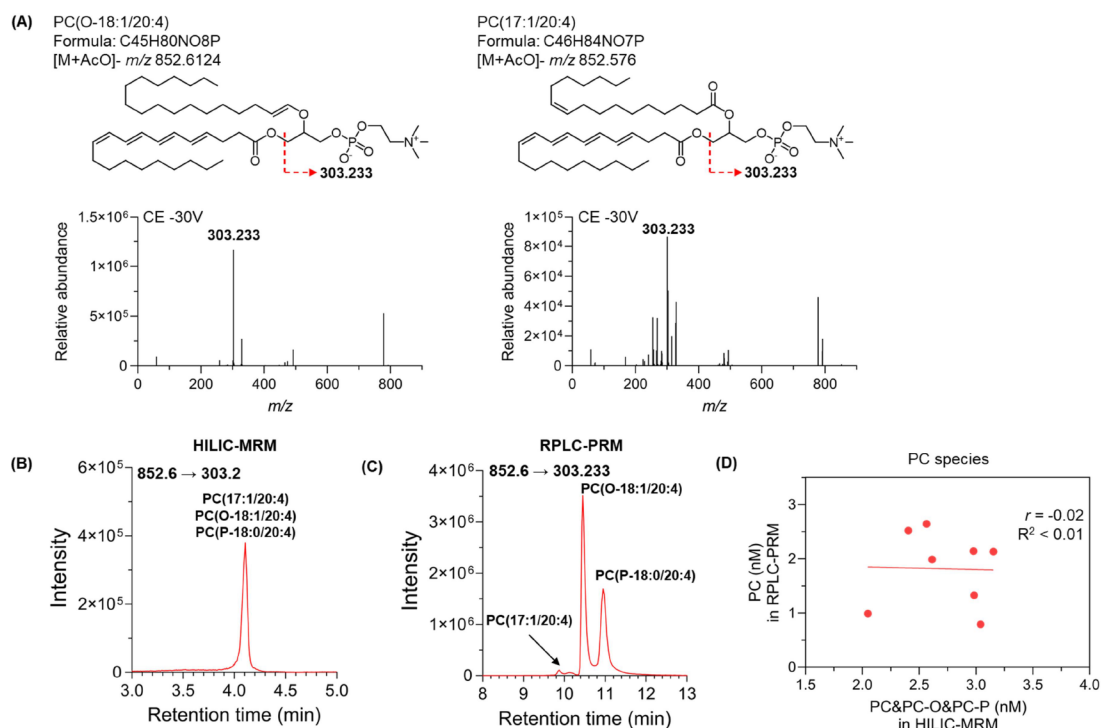 (A)
PC(O-18:1/20:4)
Formula: C45H80NO8P
[M+AcO]- m/z 852.6124
O
O
O
O
P
O-
O
O
N+
303.233
PC(17:1/20:4)
Formula: C46H84NO7P
[M+AcO]- m/z 852.576
O
O
O
O
O
P
O-
O
O
N+
303.233
CE -30V
303.233
Relative abundance
1.5×10⁶
1×10⁶
5×10⁵
0
0 200 400 600 800
m/z
CE -30V
303.233
Relative abundance
1×10⁵
8×10⁴
6×10⁴
4×10⁴
2×10⁴
0
0 200 400 600 800
m/z
(B)
HILIC-MRM
852.6 → 303.2
PC(17:1/20:4)
PC(O-18:1/20:4)
PC(P-18:0/20:4)
Intensity
6×10⁵
4×10⁵
2×10⁵
0
3.0 3.5 4.0 4.5 5.0
Retention time (min)
(C)
RPLC-PRM
852.6 → 303.233
PC(O-18:1/20:4)
PC(P-18:0/20:4)
PC(17:1/20:4)
Intensity
4×10⁶
3×10⁶
2×10⁶
1×10⁶
0
8 9 10 11 12 13
Retention time (min)
(D)
PC species
r = -0.02
R² < 0.01
PC (nM)
in RPLC-PRM
3
2
1
0
1.5 2.0 2.5 3.0 3.5 4.0
PC&PC-O&PC-P (nM)
in HILIC-MRM